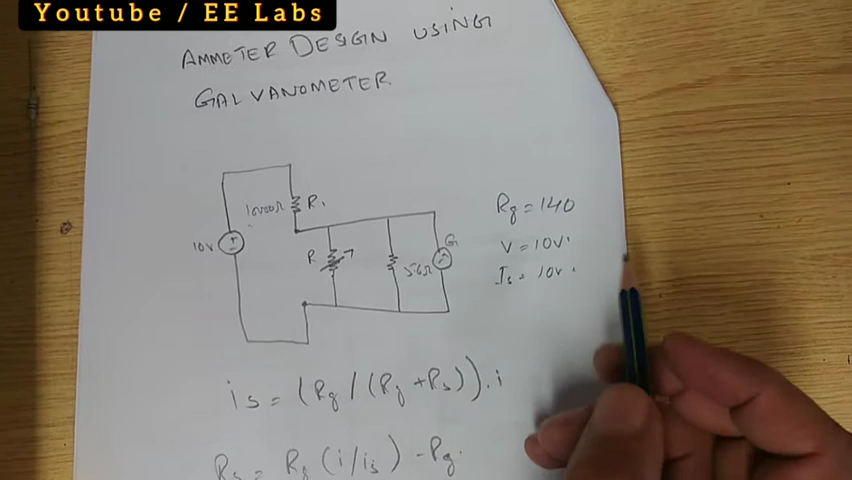 Youtube / EE Labs
AMMETER DESIGN USING
GALVANOMETER
10000Ω R1
10V
R
56Ω
G
Rg = 140
V = 10V
Is = 10v
is = (Rg / (Rg + Rs)) . i
Rs = Rg (i/is) - Rg.